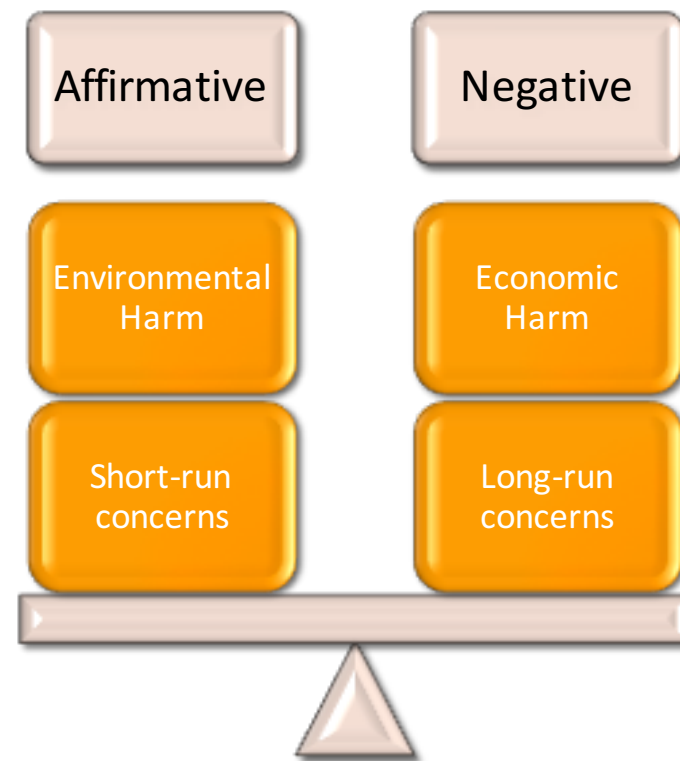 Affirmative
Negative
Environmental
Harm
Economic
Harm
Short-run
concerns
Long-run
concerns